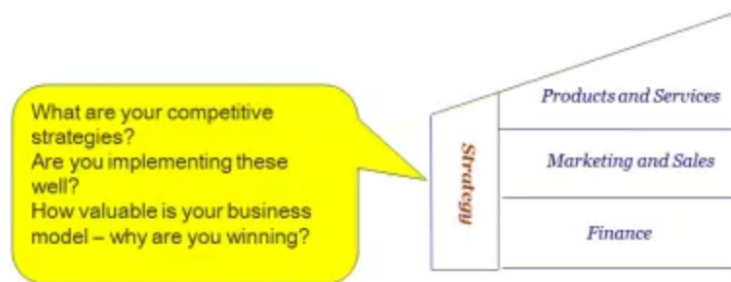 What are your competitive
strategies?
Are you implementing these
well?
How valuable is your business
model – why are you winning?
Strategy
Products and Services
Marketing and Sales
Finance